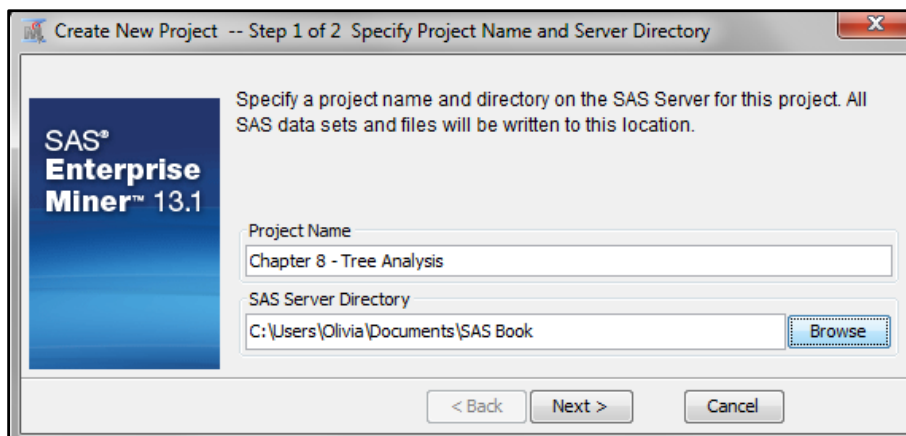 Create New Project -- Step 1 of 2 Specify Project Name and Server Directory
X
SAS®
Enterprise
Miner™ 13.1
Specify a project name and directory on the SAS Server for this project. All
SAS data sets and files will be written to this location.
Project Name
Chapter 8 - Tree Analysis
SAS Server Directory
C:\Users\Olivia\Documents\SAS Book
Browse
< Back
Next >
Cancel